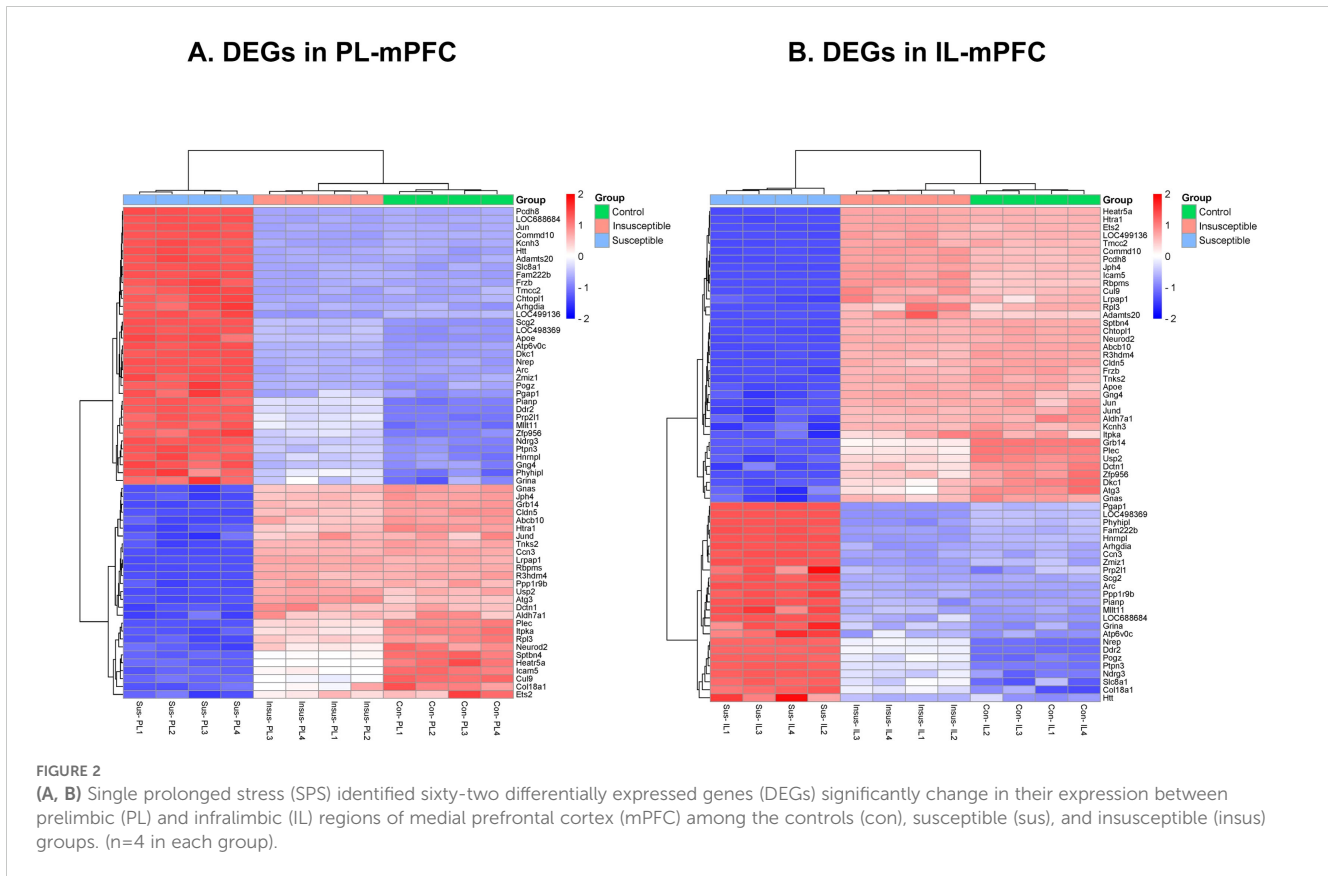 A. DEGs in PL-mPFC
Group
2
1
0
- 1
- 2
Group
Control
Insusceptible
Susceptible
Pcdh8
LOC688684
Jun
Commd10
Kcnh3
Htt
Adamts20
Slc8a1
Fam222b
Frzb
Tmcc2
Chtopl1
Arhgdia
LOC499136
Scg2
LOC498369
Apoe
Atp6v0c
Dkc1
Nrep
Arc
Zmiz1
Pogz
Pgap1
Pianp
Ddr2
Prp2l1
Mllt11
Zfp956
Ndrg3
Ptpn3
Hnrnpl
Gng4
Phyhipl
Grina
Gnas
Jph4
Grb14
Cldn5
Abcb10
Htra1
Jund
Tnks2
Ccn3
Lrpap1
Rbpms
R3hdm4
Ppp1r9b
Usp2
Atg3
Dctn1
Aldh7a1
Plec
Itpka
Rpl3
Neurod2
Sptbn4
Heatr5a
Icam5
Cul9
Col18a1
Ets2
Sus- PL1
Sus- PL2
Sus- PL3
Sus- PL4
Insus- PL3
Insus- PL4
Insus- PL1
Insus- PL2
Con- PL1
Con- PL2
Con- PL3
Con- PL4
B. DEGs in IL-mPFC
Group
2
1
0
- 1
- 2
Group
Control
Insusceptible
Susceptible
Heatr5a
Htra1
Ets2
LOC499136
Tmcc2
Commd10
Pcdh8
Jph4
Icam5
Rbpms
Cul9
Lrpap1
Rpl3
Adamts20
Sptbn4
Chtopl1
Neurod2
Abcb10
R3hdm4
Cldn5
Frzb
Tnks2
Apoe
Gng4
Jun
Jund
Aldh7a1
Kcnh3
Itpka
Grb14
Plec
Usp2
Dctn1
Zfp956
Dkc1
Atg3
Gnas
Pgap1
LOC498369
Phyhipl
Fam222b
Hnrnpl
Arhgdia
Ccn3
Zmiz1
Prp2l1
Scg2
Arc
Ppp1r9b
Pianp
Mllt11
LOC688684
Grina
Atp6v0c
Nrep
Ddr2
Pogz
Ptpn3
Ndrg3
Slc8a1
Col18a1
Htt
Sus- IL1
Sus- IL3
Sus- IL4
Sus- IL2
Insus- IL3
Insus- IL4
Insus- IL1
Insus- IL2
Con- IL2
Con- IL3
Con- IL1
Con- IL4
FIGURE 2
(A, B) Single prolonged stress (SPS) identified sixty-two differentially expressed genes (DEGs) significantly change in their expression between
prelimbic (PL) and infralimbic (IL) regions of medial prefrontal cortex (mPFC) among the controls (con), susceptible (sus), and insusceptible (insus)
groups. (n=4 in each group).